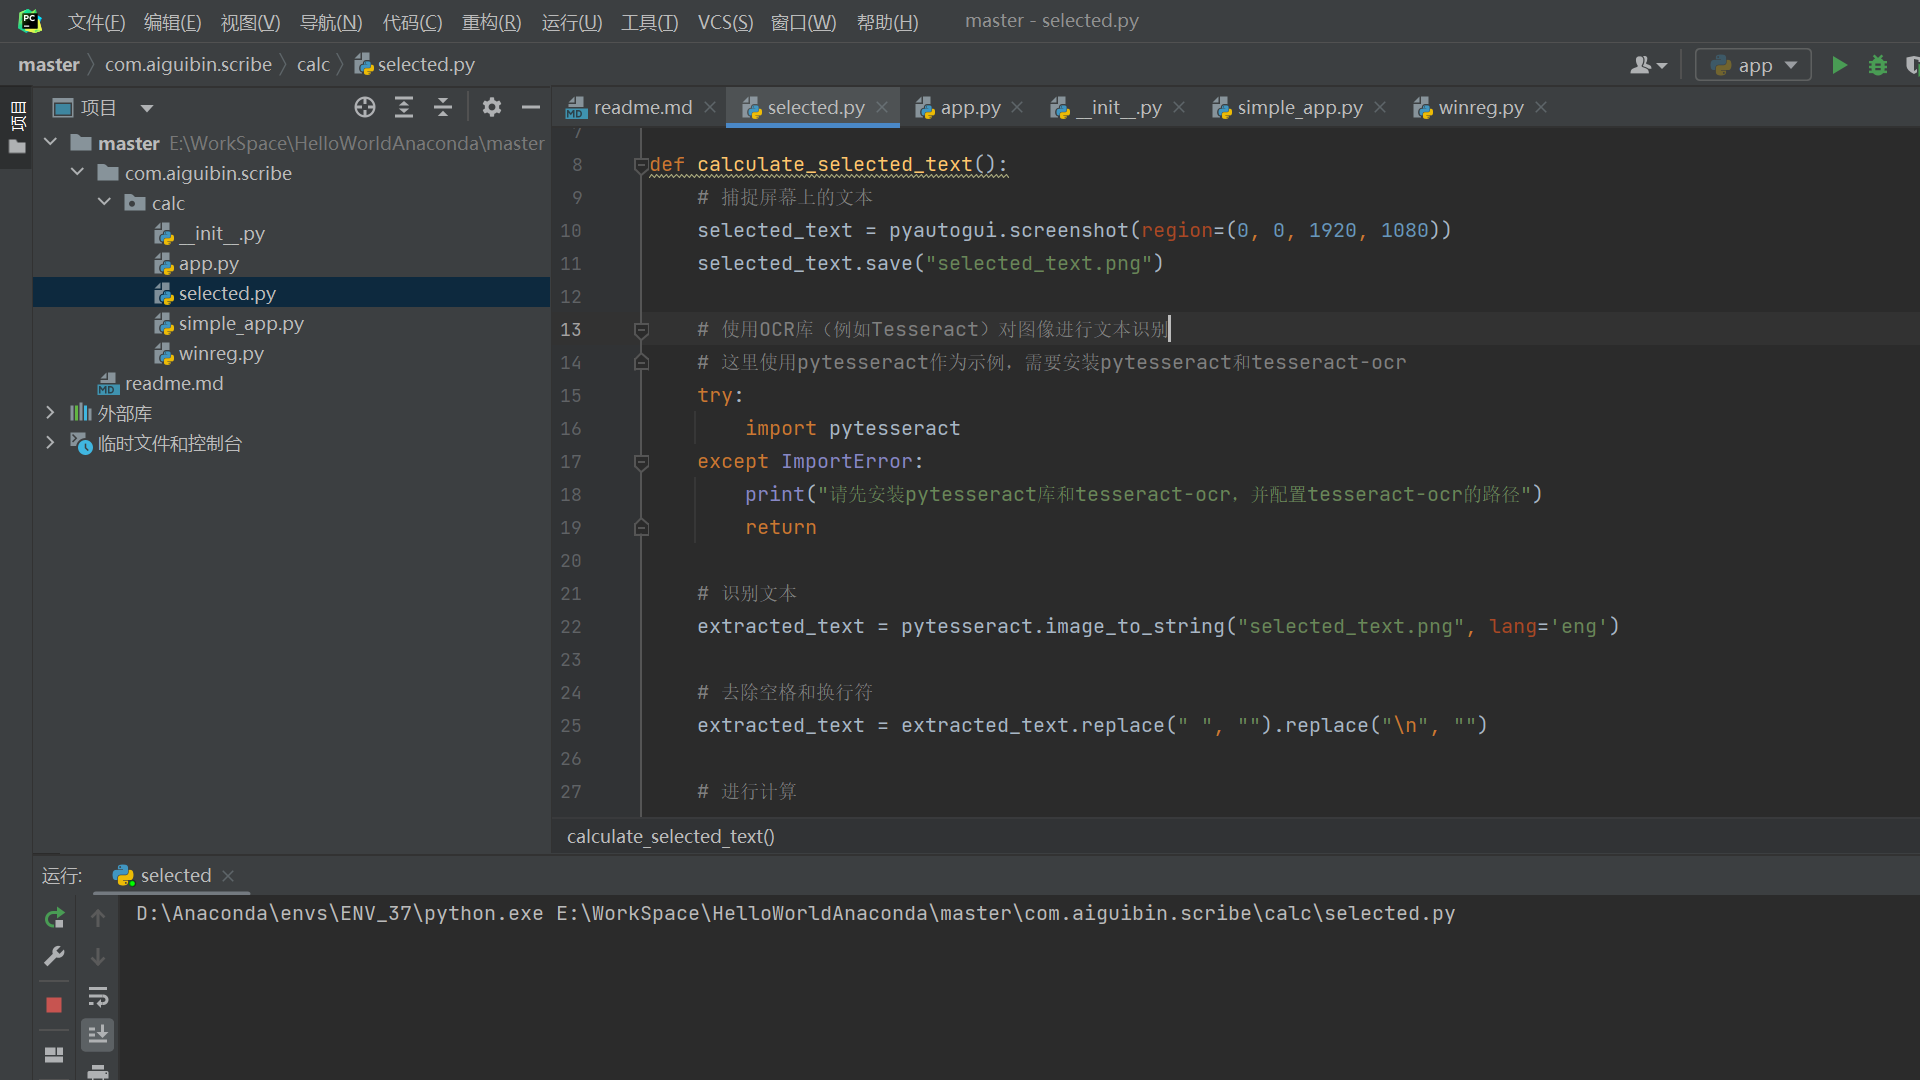 文件(F) 编辑(E) 视图(V) 导航(N) 代码(C) 重构(R) 运行(U) 工具(T) VCS(S) 窗口(W) 帮助(H) master - selected.py
master com.aiguibin.scribe calc selected.py app
项目
项目
readme.md selected.py app.py __init__.py simple_app.py winreg.py
master E:\WorkSpace\HelloWorldAnaconda\master
com.aiguibin.scribe
calc
__init__.py
app.py
selected.py
simple_app.py
winreg.py
readme.md
外部库
临时文件和控制台
7
8 def calculate_selected_text():
9 # 捕捉屏幕上的文本
10 selected_text = pyautogui.screenshot(region=(0, 0, 1920, 1080))
11 selected_text.save("selected_text.png")
12
13 # 使用OCR库（例如Tesseract）对图像进行文本识别
14 # 这里使用pytesseract作为示例，需要安装pytesseract和tesseract-ocr
15 try:
16 import pytesseract
17 except ImportError:
18 print("请先安装pytesseract库和tesseract-ocr，并配置tesseract-ocr的路径")
19 return
20
21 # 识别文本
22 extracted_text = pytesseract.image_to_string("selected_text.png", lang='eng')
23
24 # 去除空格和换行符
25 extracted_text = extracted_text.replace(" ", "").replace("\n", "")
26
27 # 进行计算
calculate_selected_text()
运行: selected
D:\Anaconda\envs\ENV_37\python.exe E:\WorkSpace\HelloWorldAnaconda\master\com.aiguibin.scribe\calc\selected.py